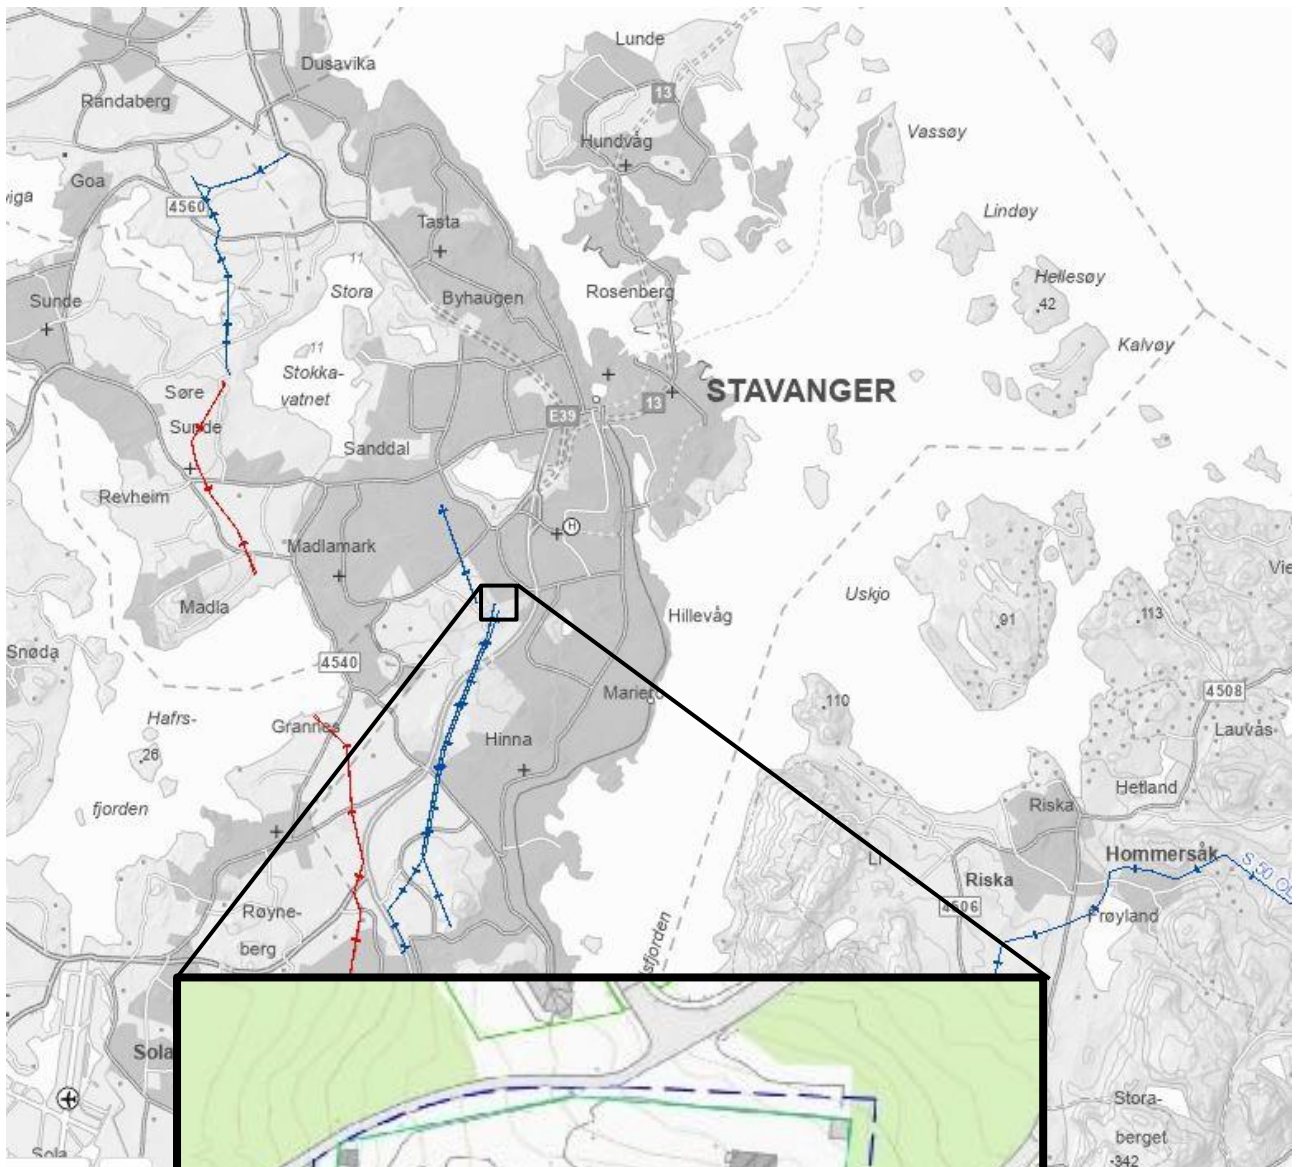 Lunde
Dusavika
13
Randaberg
Vassøy
Hundvåg
Goa
4560
Lindøy
Tasta
11
Hellesøy
Stora
Rosenberg
Sunde
Byhaugen
42
11
Kalvøy
Stokka-
vatnet
Søre
STAVANGER
13
E39
Sunde
Sanddal
Revheim
H
Madlamark
Uskjo
Madla
Hillevåg
91
113
Snøda
4540
4508
Mariero
110
Hafrs-
Grannes
Lauvås-
Hinna
26
Hetland
fjorden
Riska
Li
Hommersåk
Riska
4506
Frøyland
Røyne-
berg
Sola
Stora-
berget
Sola
342